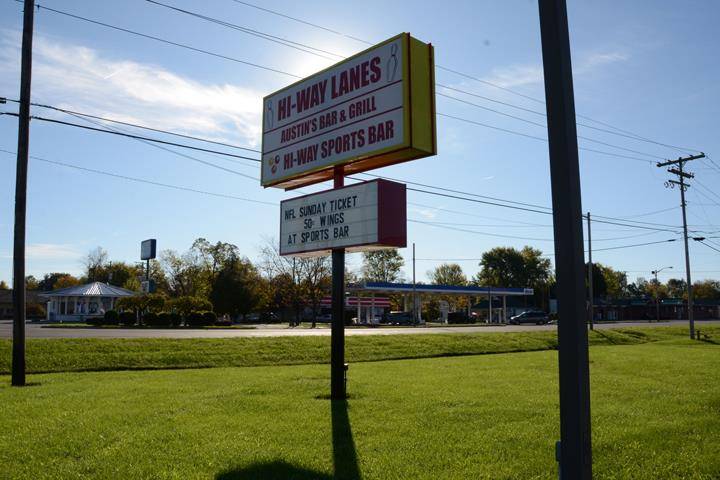 HI-WAY LANES
AUSTIN'S BAR & GRILL
HI-WAY SPORTS BAR
NFL SUNDAY TICKET
50¢ WINGS
AT SPORTS BAR